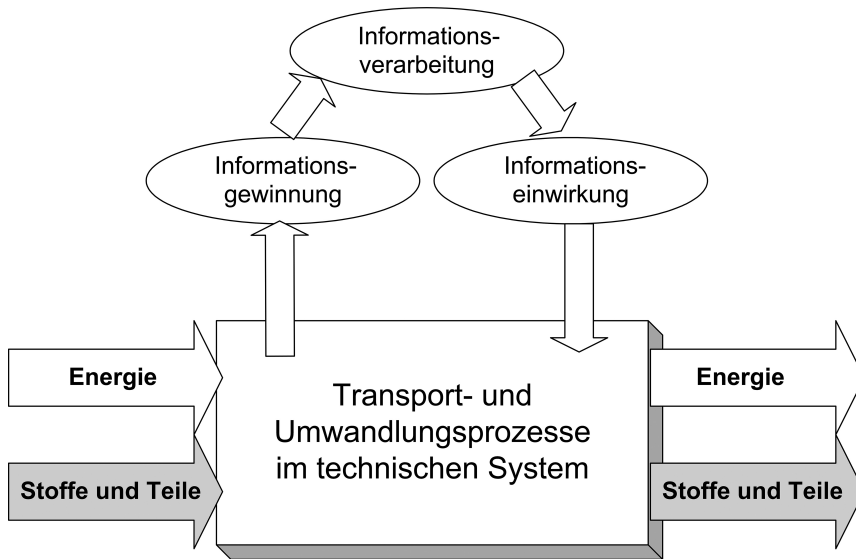 Informations-
verarbeitung
Informations-
gewinnung
Informations-
einwirkung
Energie
Stoffe und Teile
Transport- und
Umwandlungsprozesse
im technischen System
Energie
Stoffe und Teile